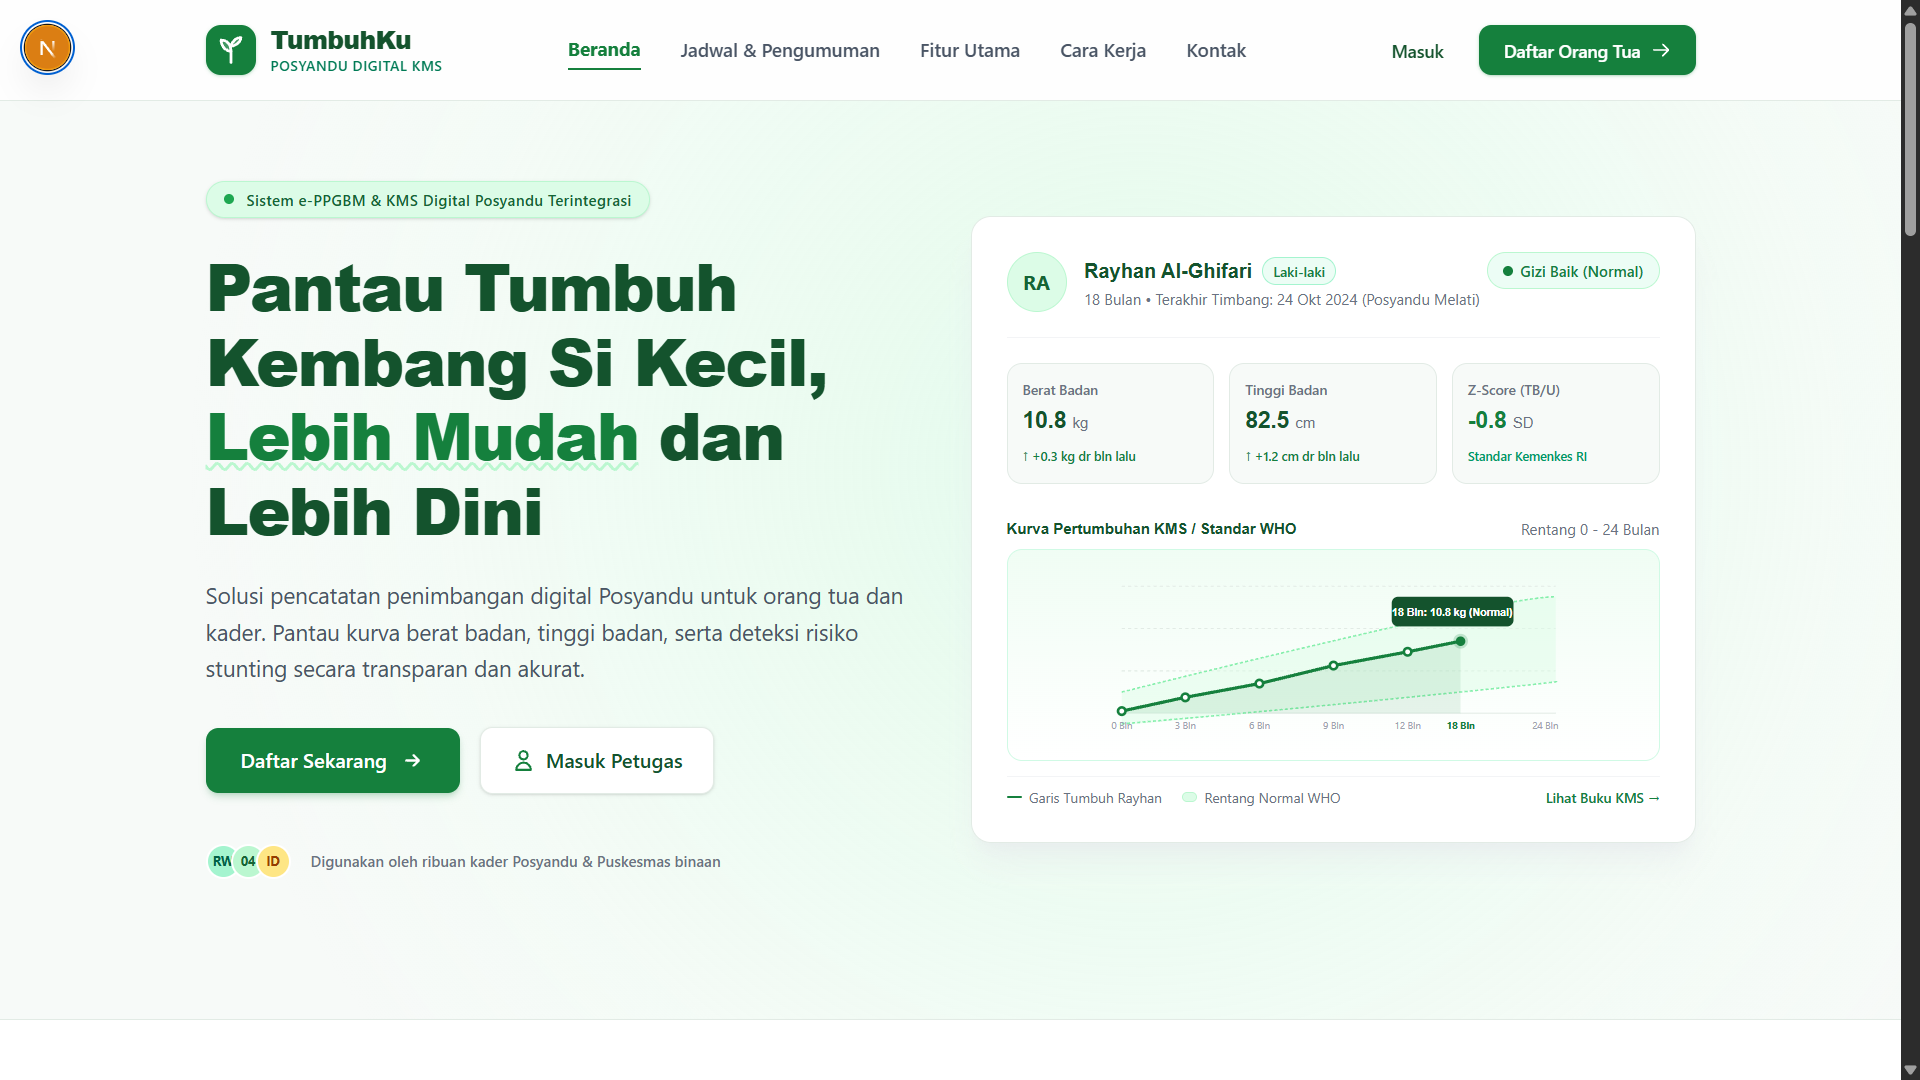 N
TumbuhKu
POSYANDU DIGITAL KMS
Beranda
Jadwal & Pengumuman
Fitur Utama
Cara Kerja
Kontak
Masuk
Daftar Orang Tua →
Sistem e-PPGBM & KMS Digital Posyandu Terintegrasi
Pantau Tumbuh
Kembang Si Kecil,
Lebih Mudah dan
Lebih Dini
Solusi pencatatan penimbangan digital Posyandu untuk orang tua dan
kader. Pantau kurva berat badan, tinggi badan, serta deteksi risiko
stunting secara transparan dan akurat.
Daftar Sekarang →
Masuk Petugas
RW
04
ID
Digunakan oleh ribuan kader Posyandu & Puskesmas binaan
RA
Rayhan Al-Ghifari
Laki-laki
Gizi Baik (Normal)
18 Bulan • Terakhir Timbang: 24 Okt 2024 (Posyandu Melati)
Berat Badan
10.8 kg
↑ +0.3 kg dr bln lalu
Tinggi Badan
82.5 cm
↑ +1.2 cm dr bln lalu
Z-Score (TB/U)
-0.8 SD
Standar Kemenkes RI
Kurva Pertumbuhan KMS / Standar WHO
Rentang 0 - 24 Bulan
18 Bln: 10.8 kg (Normal)
0 Bln
3 Bln
6 Bln
9 Bln
12 Bln
18 Bln
24 Bln
Garis Tumbuh Rayhan
Rentang Normal WHO
Lihat Buku KMS →